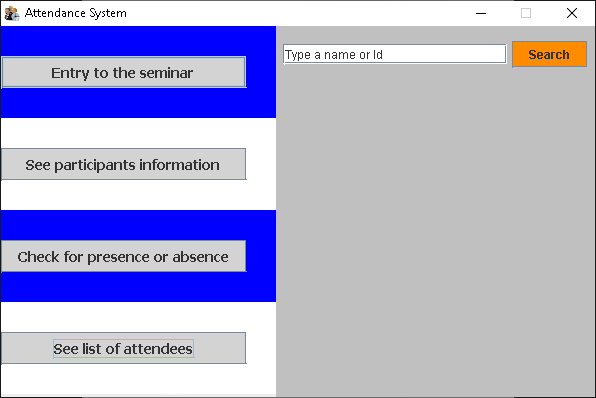 Attendance System
Entry to the seminar
See participants information
Check for presence or absence
See list of attendees
Type a name or Id
Search